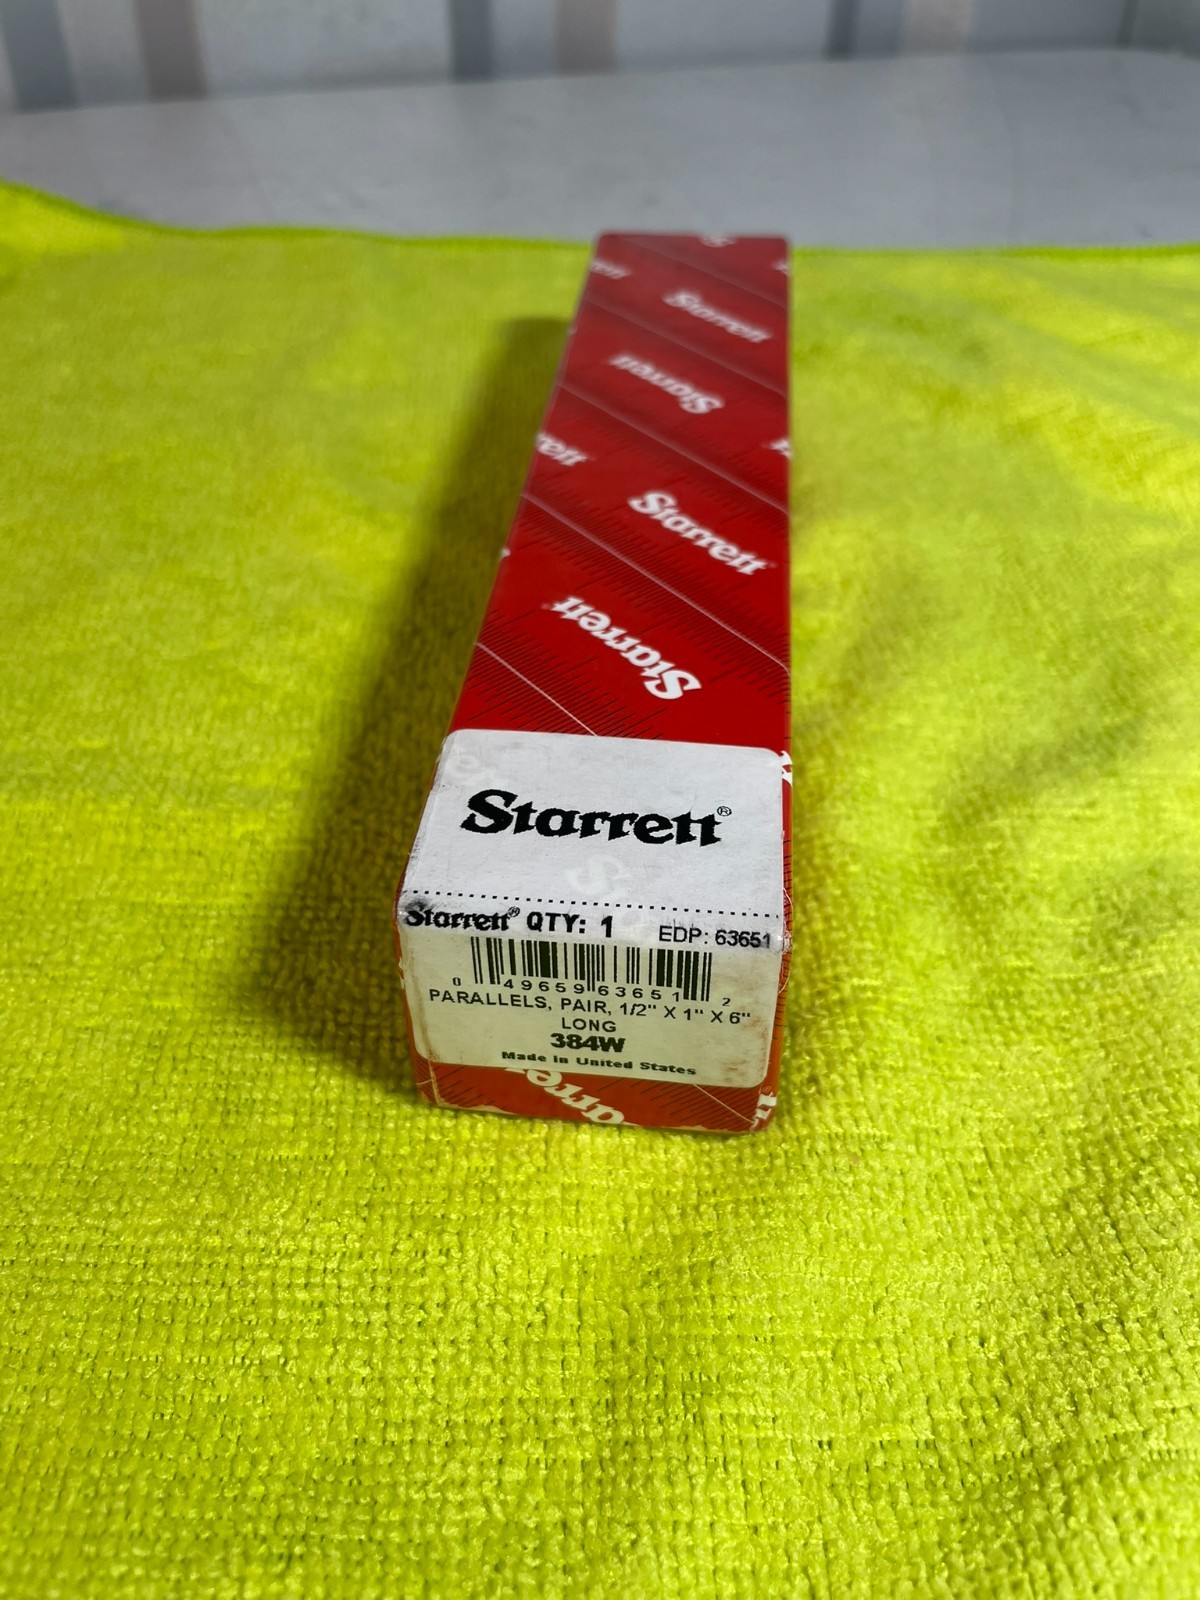 Starrett
Starrett
Starrett
Starrett
Starrett®
Starrett® QTY: 1 EDP: 63651
0 49659 63651 2
PARALLELS, PAIR, 1/2" X 1" X 6"
LONG
384W
Made in United States